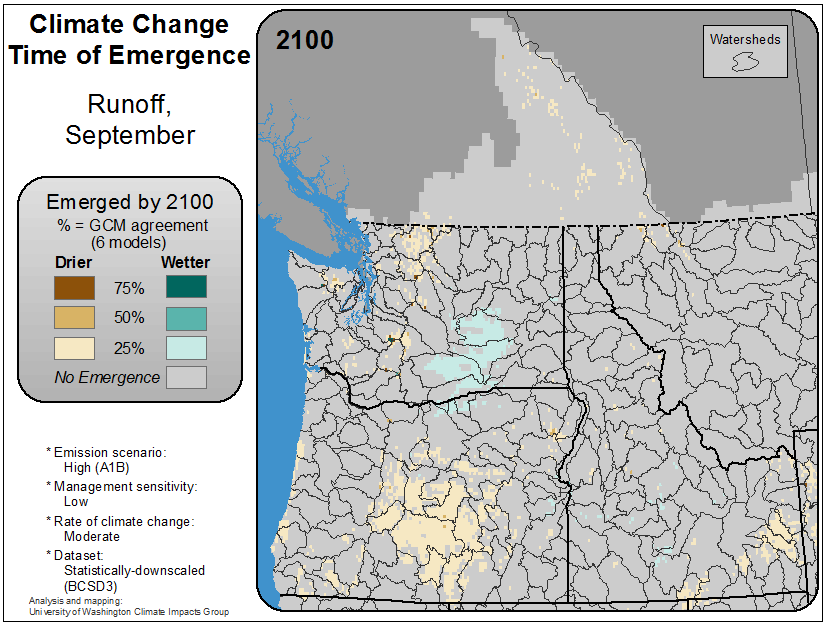 Climate Change
Time of Emergence
Runoff,
September
Emerged by 2100
% = GCM agreement
(6 models)
Drier Wetter
75%
50%
25%
No Emergence
* Emission scenario:
High (A1B)
* Management sensitivity:
Low
* Rate of climate change:
Moderate
* Dataset:
Statistically-downscaled
(BCSD3)
Analysis and mapping:
University of Washington Climate Impacts Group
2100
Watersheds